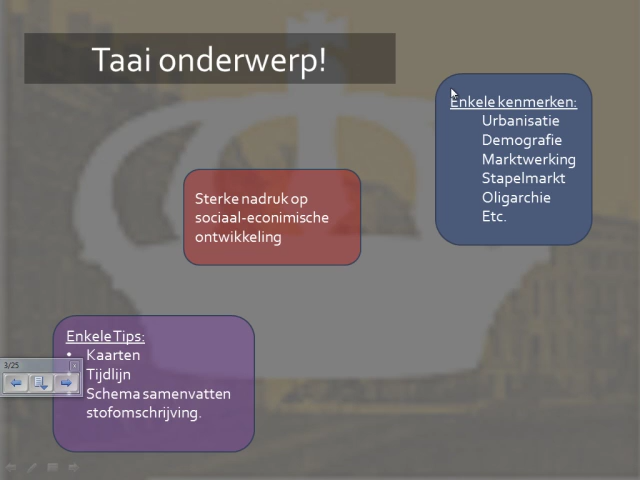 Taai onderwerp!
Enkele kenmerken:
Urbanisatie
Demografie
Marktwerking
Stapelmarkt
Oligarchie
Etc.
Sterke nadruk op
sociaal-econimische
ontwikkeling
Enkele Tips:
• Kaarten
Tijdlijn
Schema samenvatten
stofomschrijving.
3/25